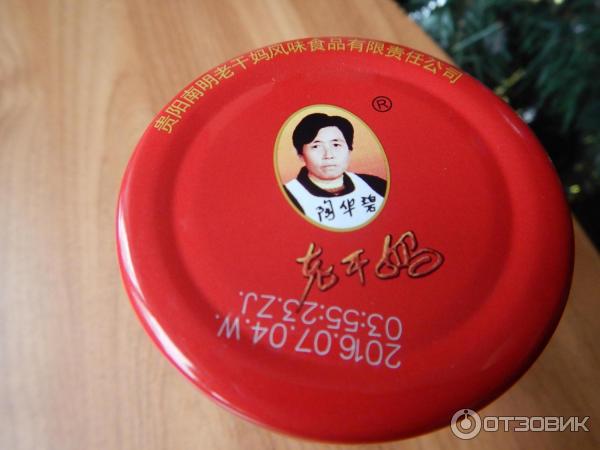 贵阳南明老干妈风味食品有限责任公司
®
陶华碧
老干妈
2016.07.04.W.
03:55:23.ZJ.
ОТЗОВИК